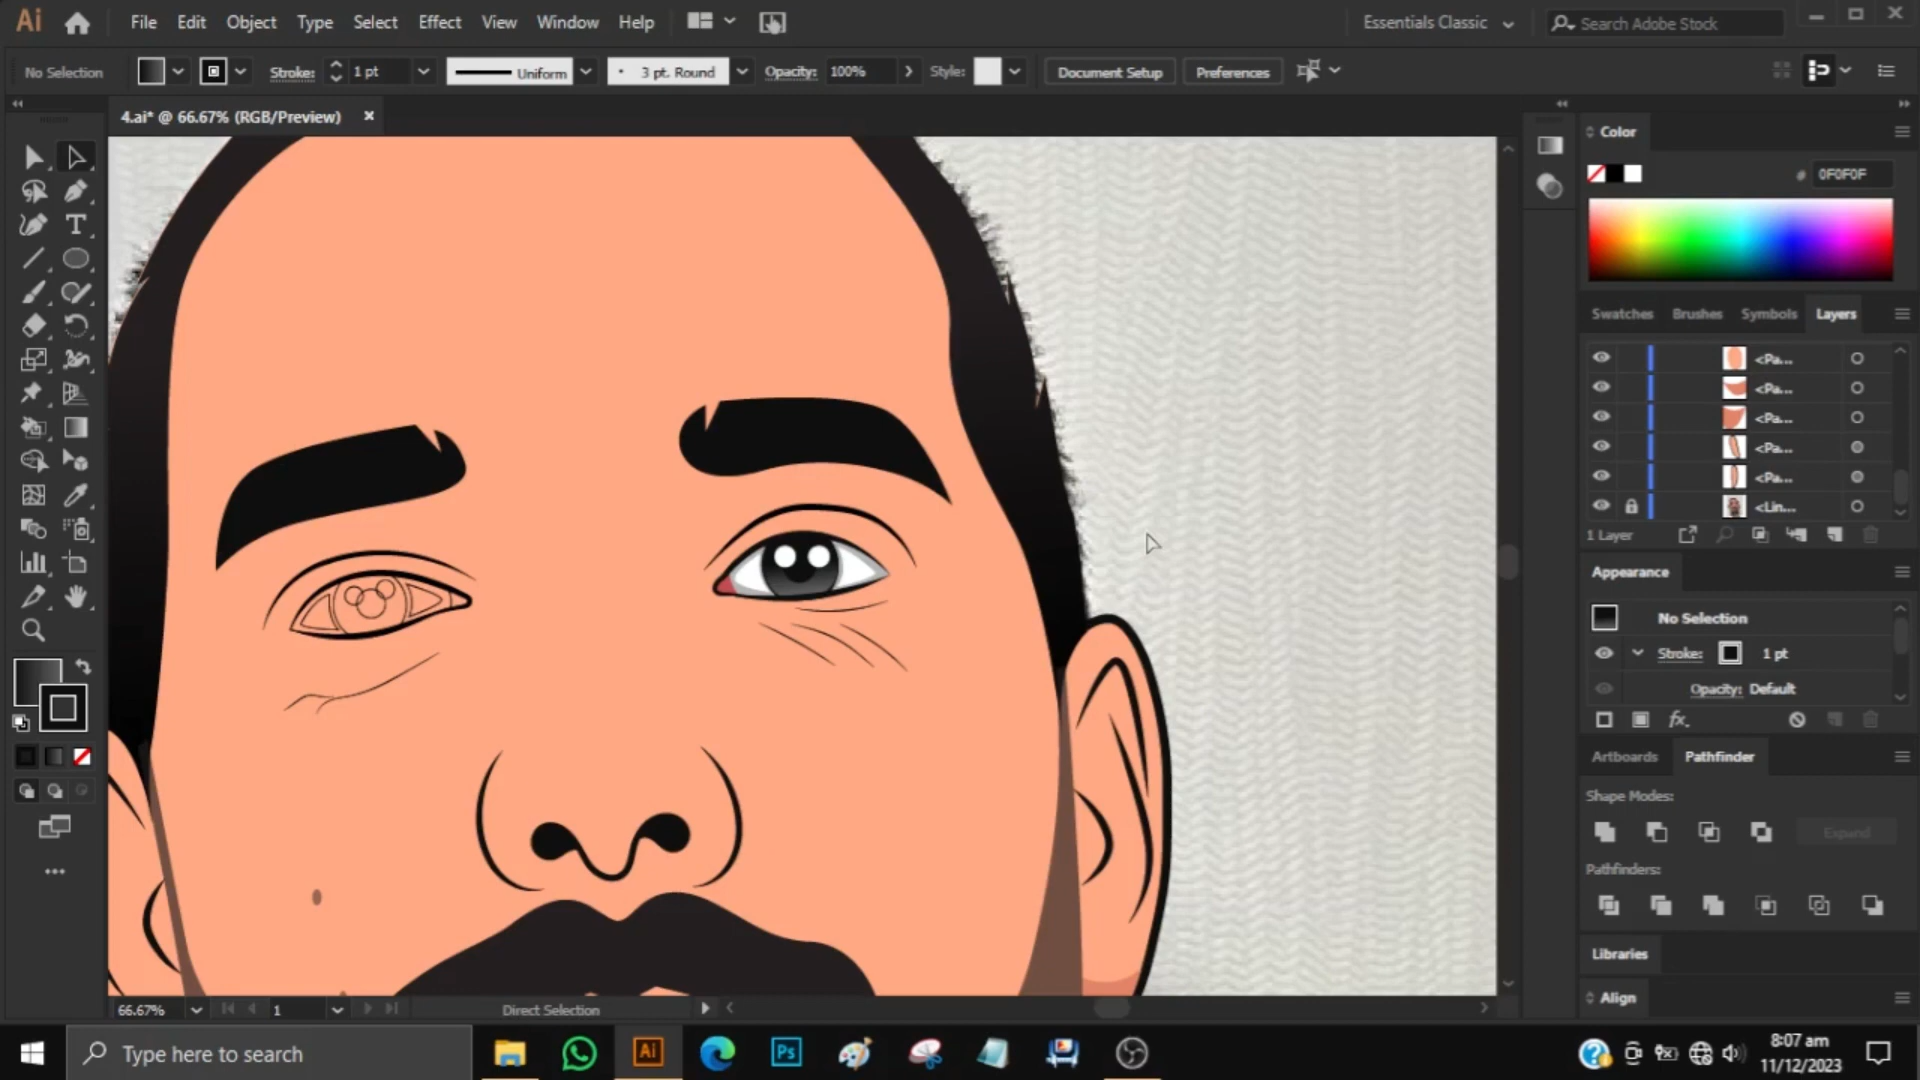 Ai File Edit Object Type Select Effect View Window Help Essentials Classic Search Adobe Stock
No Selection Stroke: 1 pt Uniform 3 pt. Round Opacity: 100% Style: Document Setup Preferences
4.ai* @ 66.67% (RGB/Preview)
Color
# 0F0F0F
Swatches Brushes Symbols Layers
<Pa...
<Pa...
<Pa...
<Pa...
<Pa...
<Lin...
1 Layer
Appearance
No Selection
Stroke: 1 pt
Opacity: Default
Artboards Pathfinder
Shape Modes:
Expand
Pathfinders:
Libraries
Align
66.67% 1 Direct Selection
Type here to search Ai Ps 8:07 am
11/12/2023